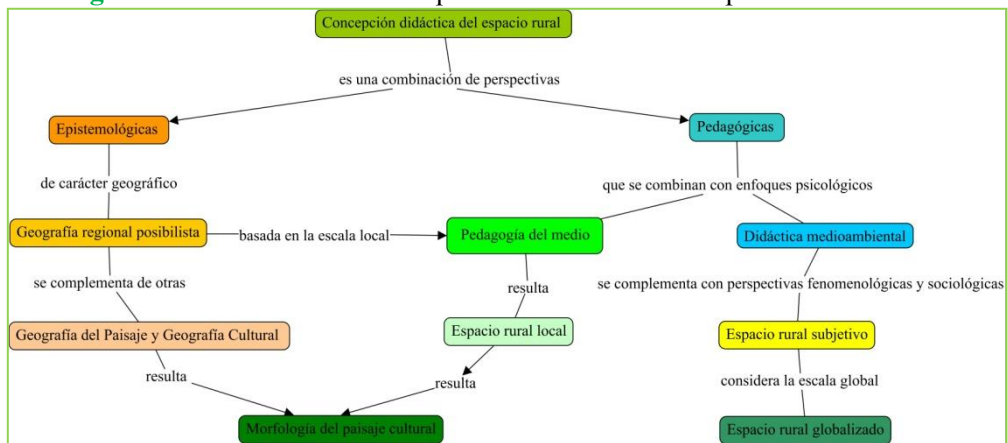 Concepción didáctica del espacio rural
es una combinación de perspectivas
Epistemológicas
Pedagógicas
de carácter geográfico
que se combinan con enfoques psicológicos
Geografía regional posibilista
basada en la escala local
Pedagogía del medio
Didáctica medioambiental
se complementa de otras
resulta
se complementa con perspectivas fenomenológicas y sociológicas
Geografía del Paisaje y Geografía Cultural
Espacio rural local
Espacio rural subjetivo
resulta
resulta
considera la escala global
Morfología del paisaje cultural
Espacio rural globalizado